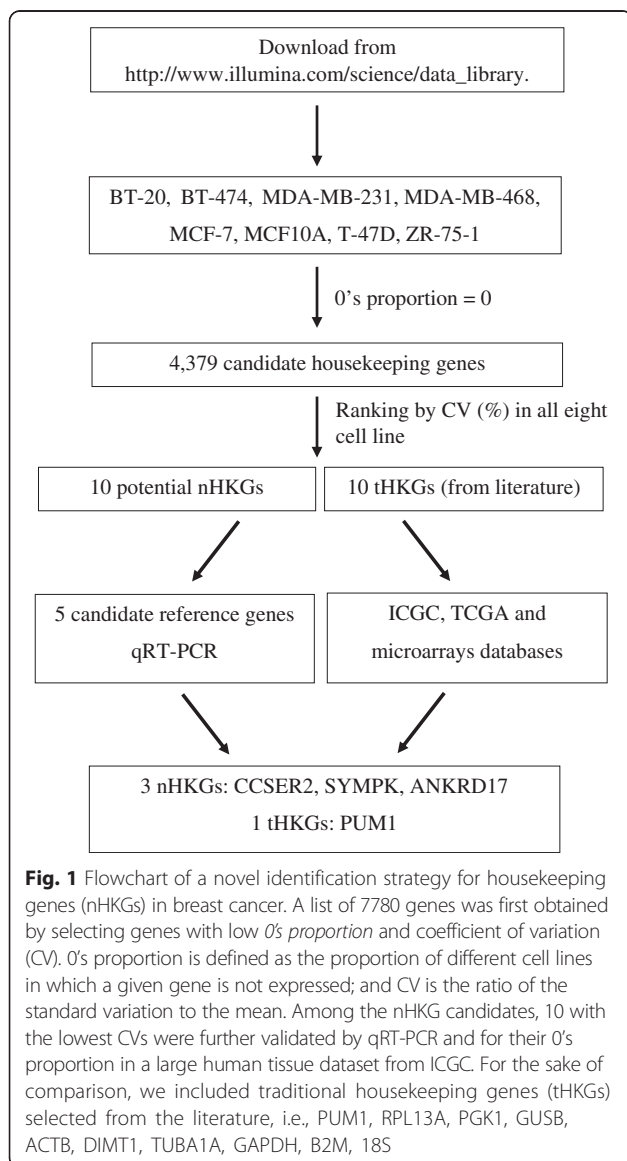 Download from
http://www.illumina.com/science/data_library.
BT-20, BT-474, MDA-MB-231, MDA-MB-468,
MCF-7, MCF10A, T-47D, ZR-75-1
0's proportion = 0
4,379 candidate housekeeping genes
Ranking by CV (%) in all eight
cell line
10 potential nHKGs
10 tHKGs (from literature)
5 candidate reference genes
qRT-PCR
ICGC, TCGA and
microarrays databases
3 nHKGs: CCSER2, SYMPK, ANKRD17
1 tHKGs: PUM1
Fig. 1 Flowchart of a novel identification strategy for housekeeping
genes (nHKGs) in breast cancer. A list of 7780 genes was first obtained
by selecting genes with low 0's proportion and coefficient of variation
(CV). 0's proportion is defined as the proportion of different cell lines
in which a given gene is not expressed; and CV is the ratio of the
standard variation to the mean. Among the nHKG candidates, 10 with
the lowest CVs were further validated by qRT-PCR and for their 0's
proportion in a large human tissue dataset from ICGC. For the sake of
comparison, we included traditional housekeeping genes (tHKGs)
selected from the literature, i.e., PUM1, RPL13A, PGK1, GUSB,
ACTB, DIMT1, TUBA1A, GAPDH, B2M, 18S